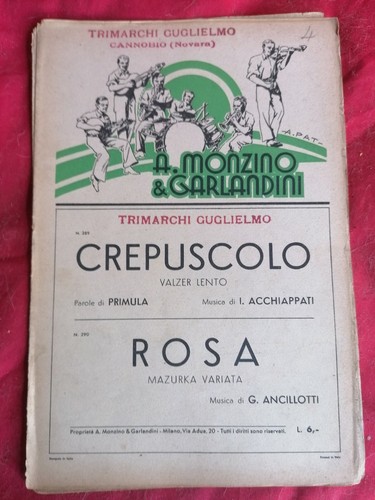 TRIMARCHI GUGLIELMO
CANNOBIO (Novara)
4
A. PAT-
A. MONZINO
& GARLANDINI
TRIMARCHI GUGLIELMO
CREPUSCOLO
VALZER LENTO
Parole di PRIMULA Musica di I. ACCHIAPPATI
ROSA
MAZURKA VARIATA
Musica di G. ANCILLOTTI
Proprietà A. Monzino & Garlandini - Milano, Via Adua, 20 - Tutti i diritti sono riservati. L. 6,-